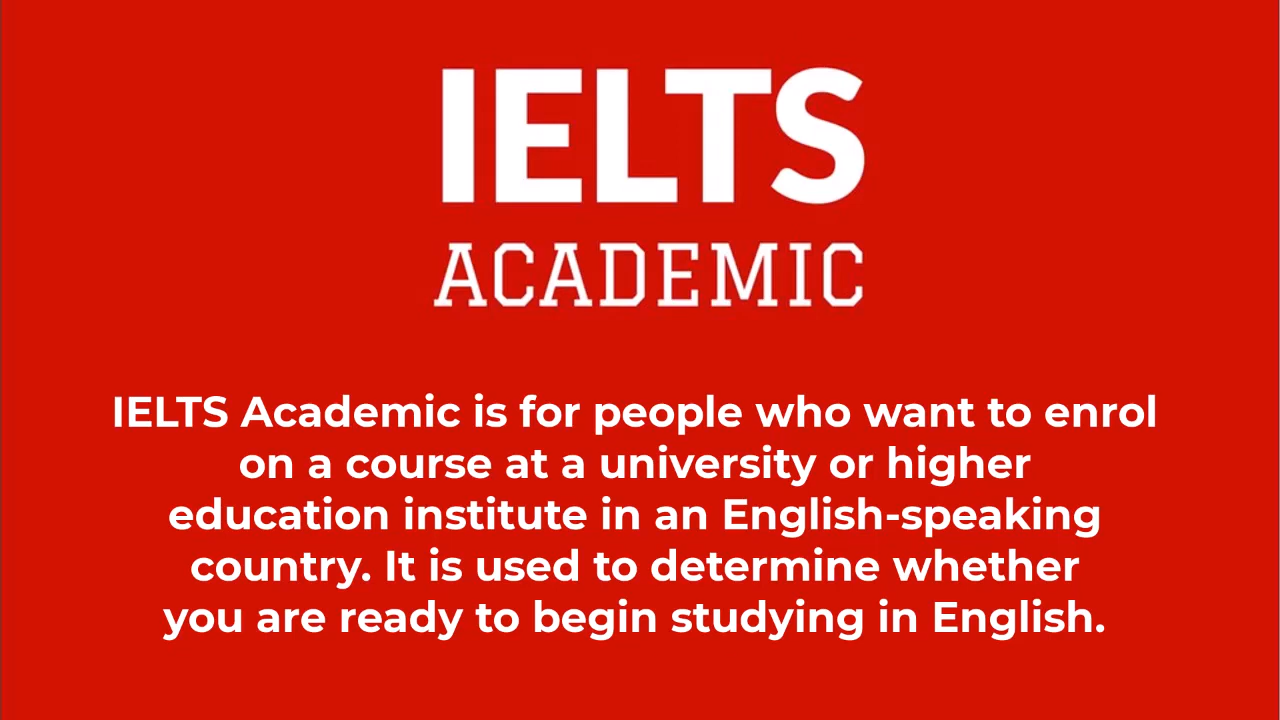 IELTS
ACADEMIC
IELTS Academic is for people who want to enrol
on a course at a university or higher
education institute in an English-speaking
country. It is used to determine whether
you are ready to begin studying in English.